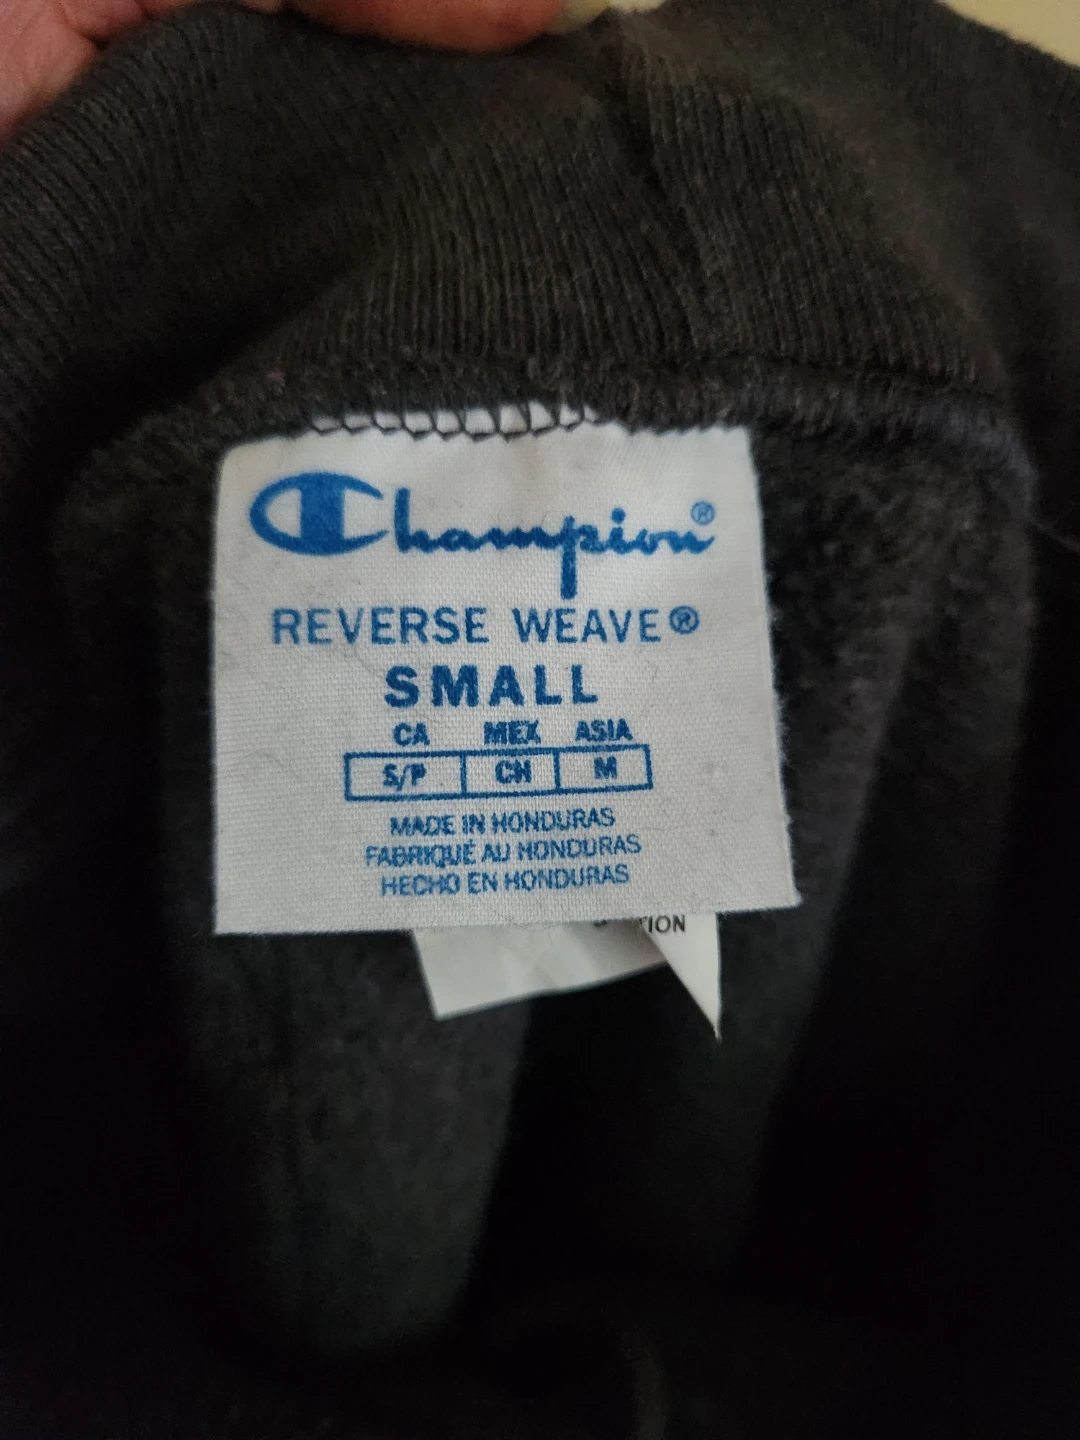 Champion®
REVERSE WEAVE®
SMALL
CA MEX ASIA
S/P CH M
MADE IN HONDURAS
FABRIQUÉ AU HONDURAS
HECHO EN HONDURAS